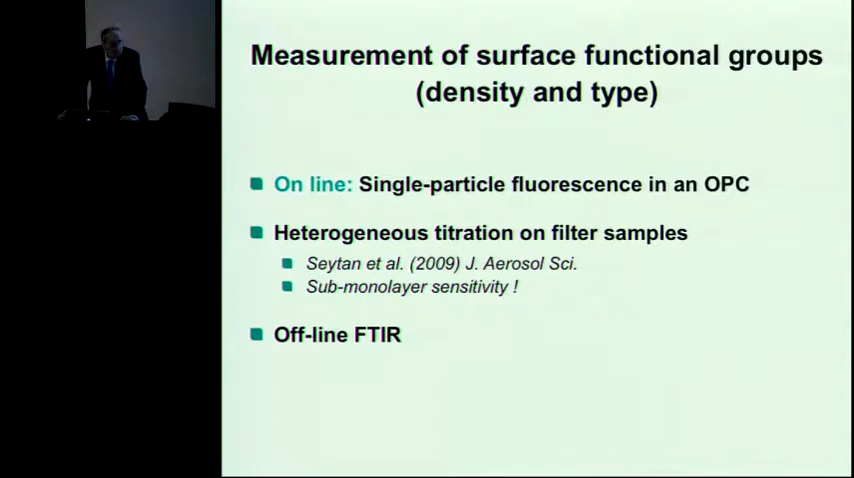 Measurement of surface functional groups
(density and type)
On line: Single-particle fluorescence in an OPC
Heterogeneous titration on filter samples
Seytan et al. (2009) J. Aerosol Sci.
Sub-monolayer sensitivity !
Off-line FTIR